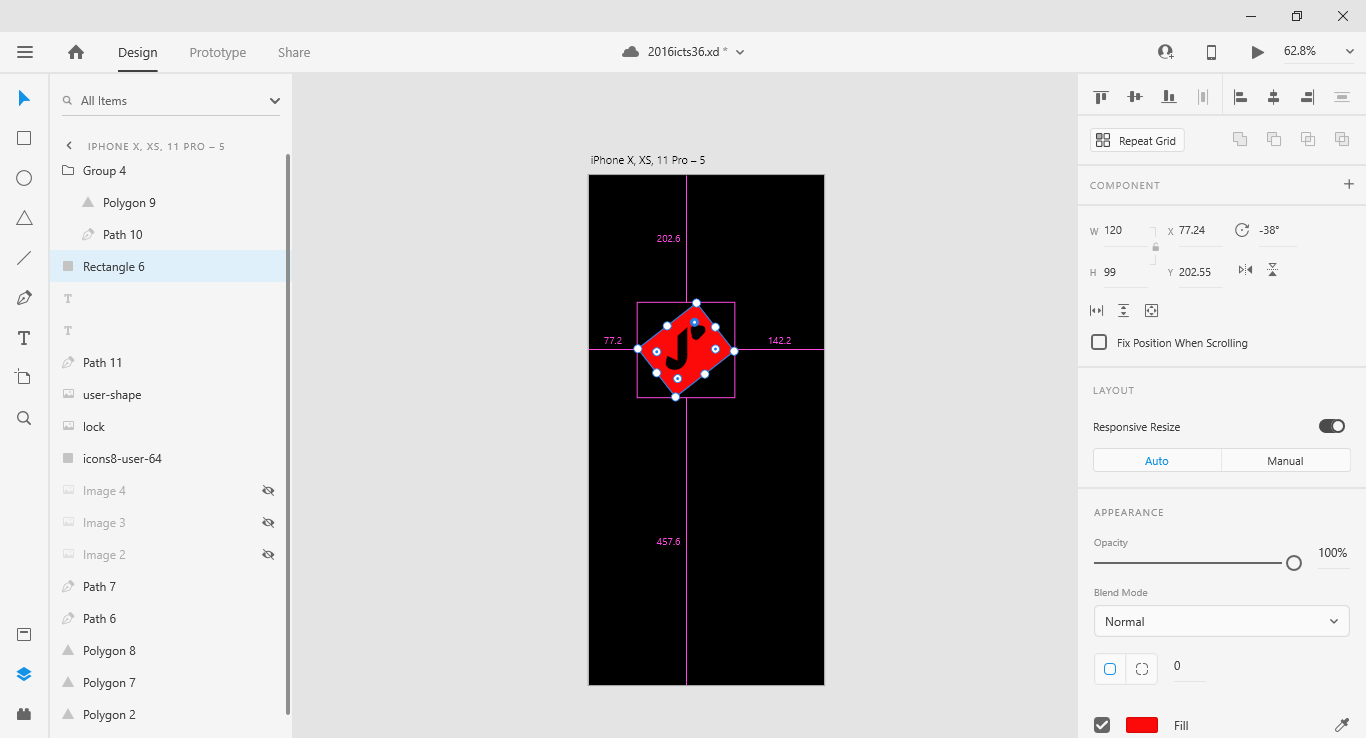 Design
Prototype
Share
2016icts36.xd *
62.8%
All Items
IPHONE X, XS, 11 PRO – 5
Group 4
Polygon 9
Path 10
Rectangle 6
T
T
Path 11
user-shape
lock
icons8-user-64
Image 4
Image 3
Image 2
Path 7
Path 6
Polygon 8
Polygon 7
Polygon 2
iPhone X, XS, 11 Pro – 5
202.6
77.2
142.2
457.6
Repeat Grid
COMPONENT
W 120 X 77.24 -38°
H 99 Y 202.55
Fix Position When Scrolling
LAYOUT
Responsive Resize
Auto Manual
APPEARANCE
Opacity
100%
Blend Mode
Normal
0
Fill